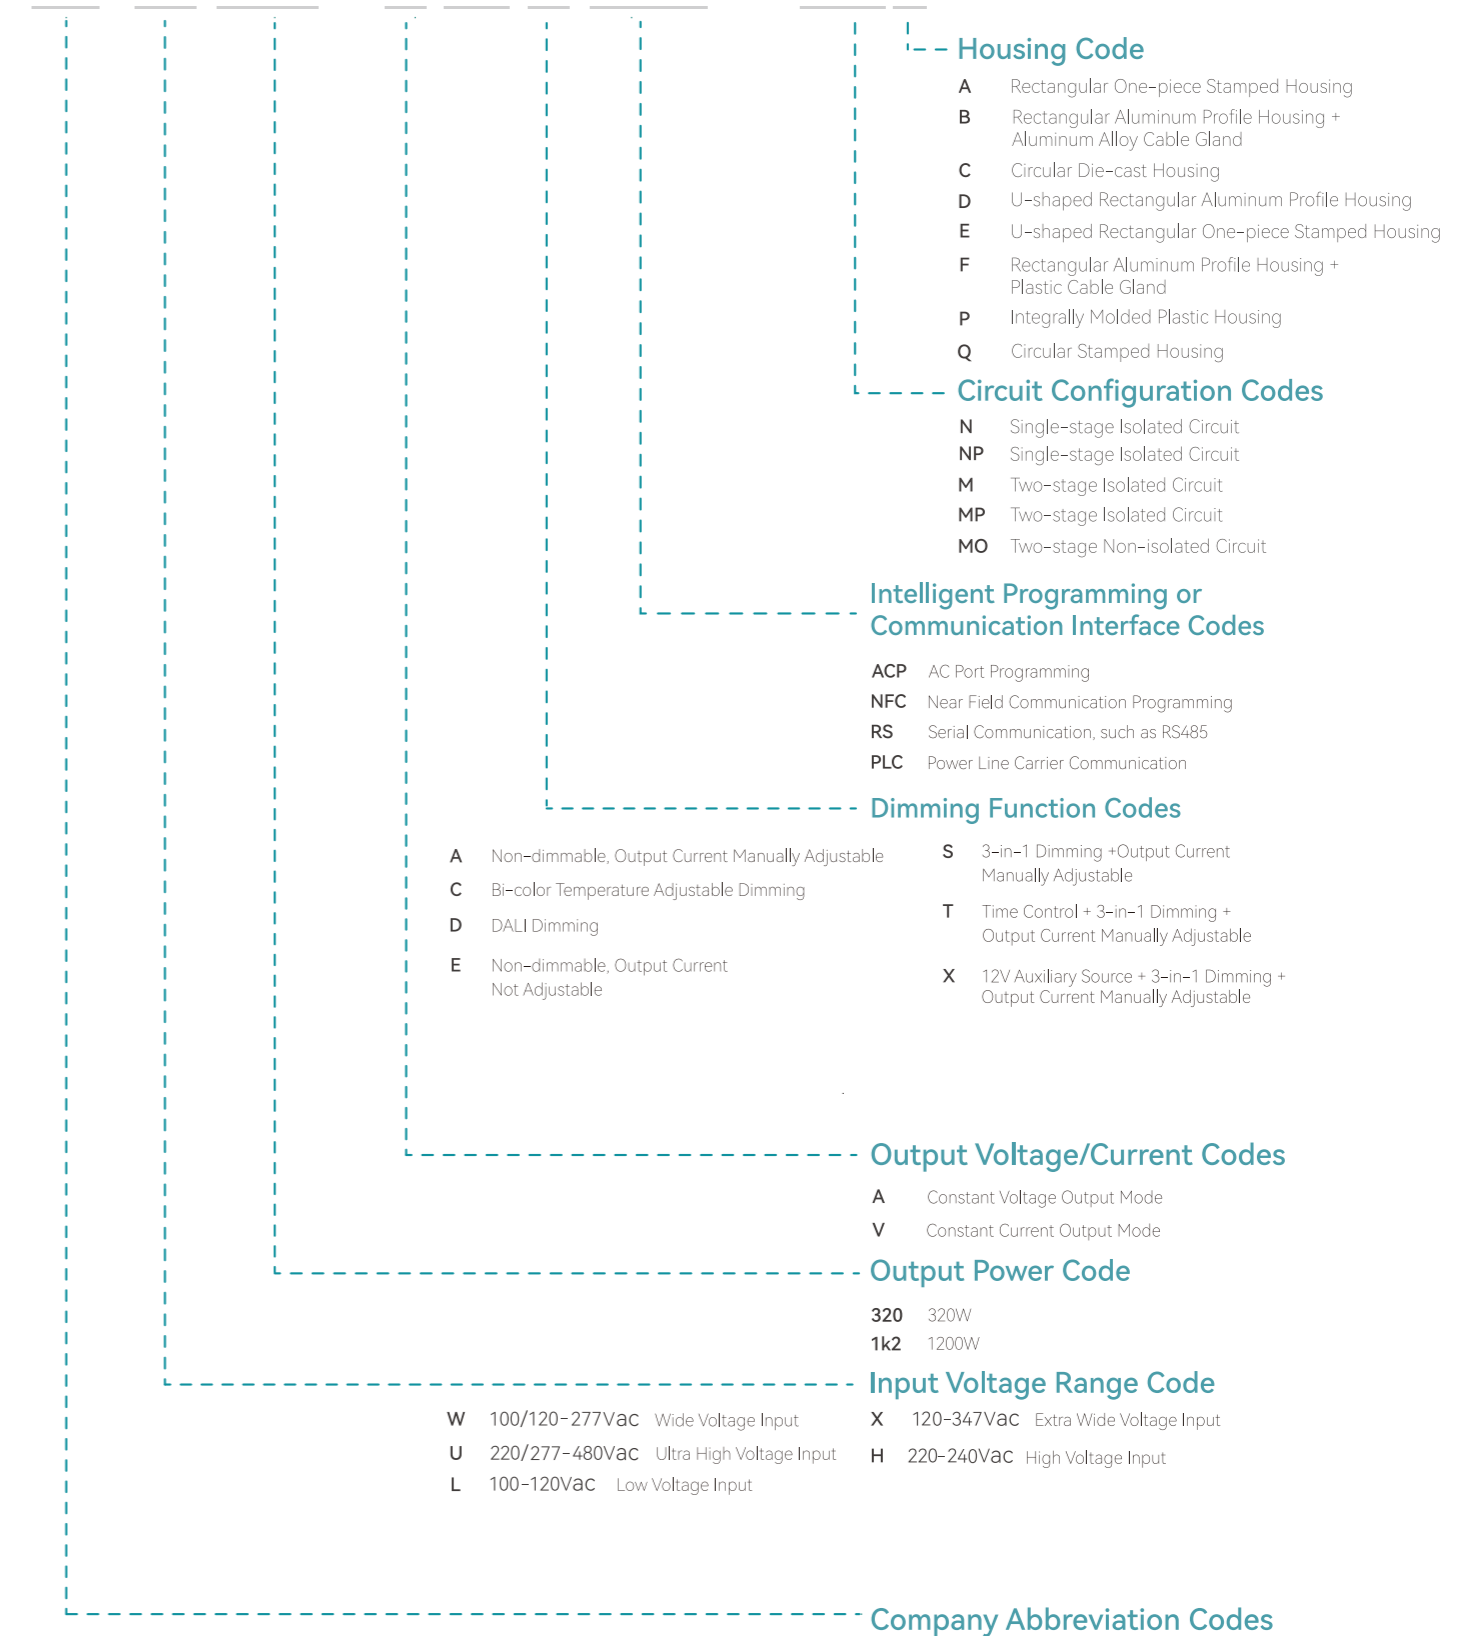 Housing Code
A Rectangular One-piece Stamped Housing
B Rectangular Aluminum Profile Housing +
Aluminum Alloy Cable Gland
C Circular Die-cast Housing
D U-shaped Rectangular Aluminum Profile Housing
E U-shaped Rectangular One-piece Stamped Housing
F Rectangular Aluminum Profile Housing +
Plastic Cable Gland
P Integrally Molded Plastic Housing
Q Circular Stamped Housing
Circuit Configuration Codes
N Single-stage Isolated Circuit
NP Single-stage Isolated Circuit
M Two-stage Isolated Circuit
MP Two-stage Isolated Circuit
MO Two-stage Non-isolated Circuit
Intelligent Programming or
Communication Interface Codes
ACP AC Port Programming
NFC Near Field Communication Programming
RS Serial Communication, such as RS485
PLC Power Line Carrier Communication
Dimming Function Codes
A Non-dimmable, Output Current Manually Adjustable
C Bi-color Temperature Adjustable Dimming
D DALI Dimming
E Non-dimmable, Output Current
Not Adjustable
S 3-in-1 Dimming +Output Current
Manually Adjustable
T Time Control + 3-in-1 Dimming +
Output Current Manually Adjustable
X 12V Auxiliary Source + 3-in-1 Dimming +
Output Current Manually Adjustable
Output Voltage/Current Codes
A Constant Voltage Output Mode
V Constant Current Output Mode
Output Power Code
320 320W
1k2 1200W
Input Voltage Range Code
W 100/120-277Vac Wide Voltage Input
U 220/277-480Vac Ultra High Voltage Input
L 100-120Vac Low Voltage Input
X 120-347Vac Extra Wide Voltage Input
H 220-240Vac High Voltage Input
Company Abbreviation Codes